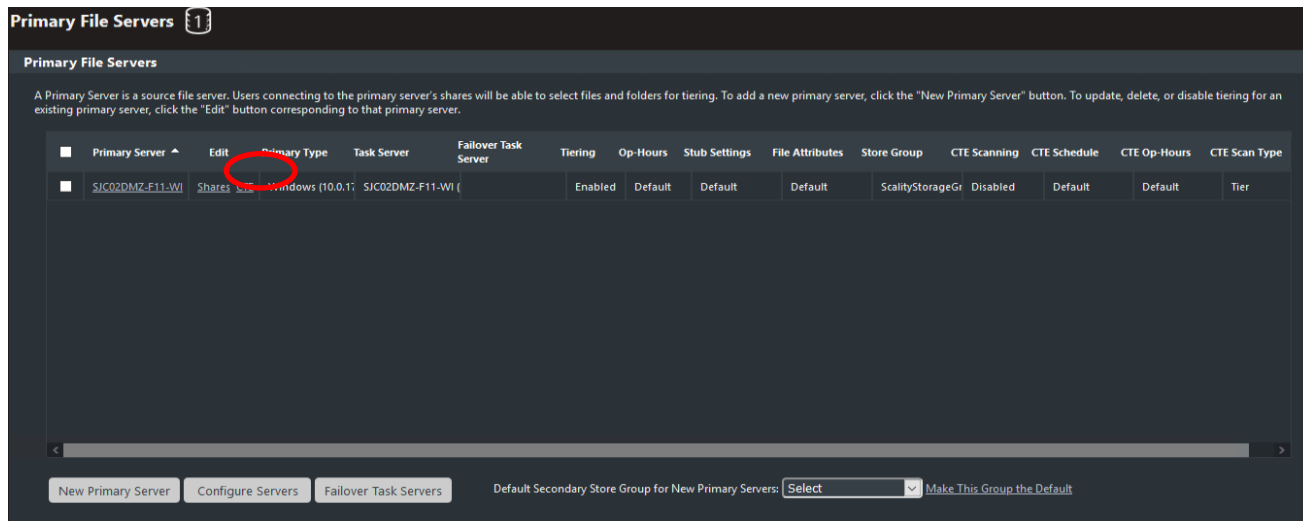 Primary File Servers 1
Primary File Servers
A Primary Server is a source file server. Users connecting to the primary server's shares will be able to select files and folders for tiering. To add a new primary server, click the "New Primary Server" button. To update, delete, or disable tiering for an
existing primary server, click the "Edit" button corresponding to that primary server.
Primary Server Edit Primary Type Task Server Failover Task Server Tiering Op-Hours Stub Settings File Attributes Store Group CTE Scanning CTE Schedule CTE Op-Hours CTE Scan Type
SJC02DMZ-F11-WI Shares CTE Windows (10.0.17 SJC02DMZ-F11-WI ( Enabled Default Default Default ScalityStorageGr Disabled Default Default Tier
New Primary Server Configure Servers Failover Task Servers Default Secondary Store Group for New Primary Servers: Select Make This Group the Default